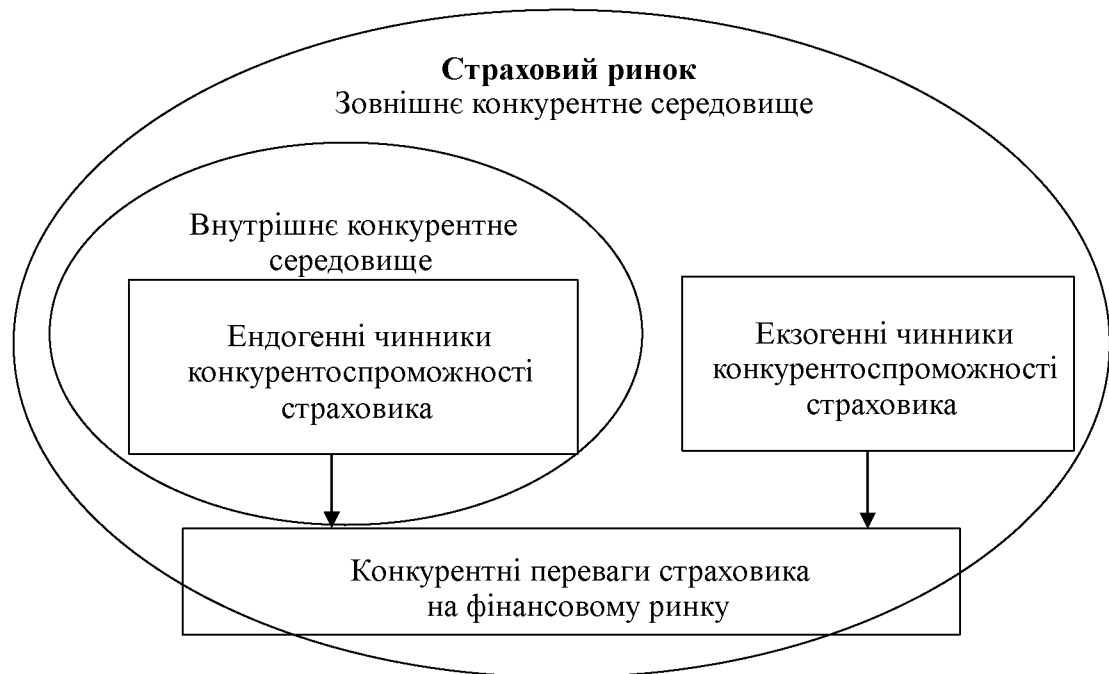 Страховий ринок
Зовнішнє конкурентне середовище
Внутрішнє конкурентне
середовище
Ендогенні чинники
конкурентоспроможності
страховика
Екзогенні чинники
конкурентоспроможності
страховика
Конкурентні переваги страховика
на фінансовому ринку